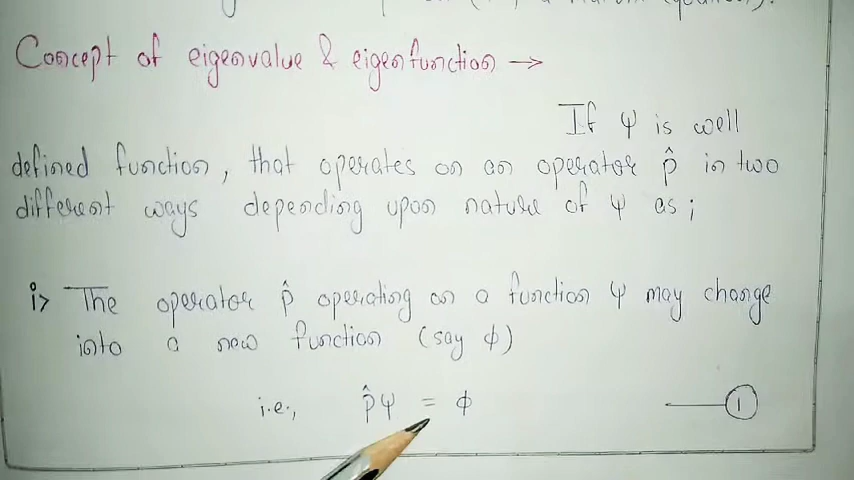 Concept of eigenvalue & eigenfunction →
If ψ is well
defined function, that operates on an operator p̂ in two
different ways depending upon nature of ψ as;
i> The operator p̂ operating on a function ψ may change
into a new function (say ϕ)
i.e., p̂ψ = ϕ —— 1